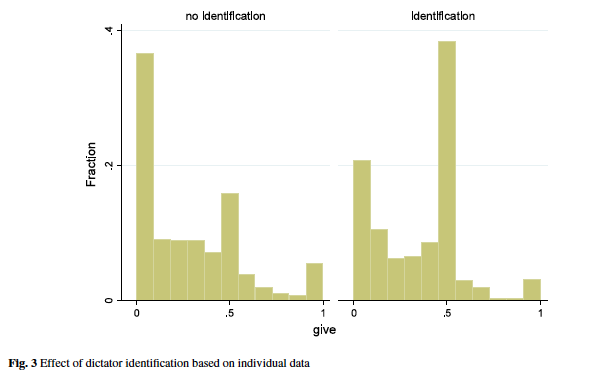 no identification
identification
.4
.2
0
Fraction
0
.5
1
0
.5
1
give
Fig. 3 Effect of dictator identification based on individual data